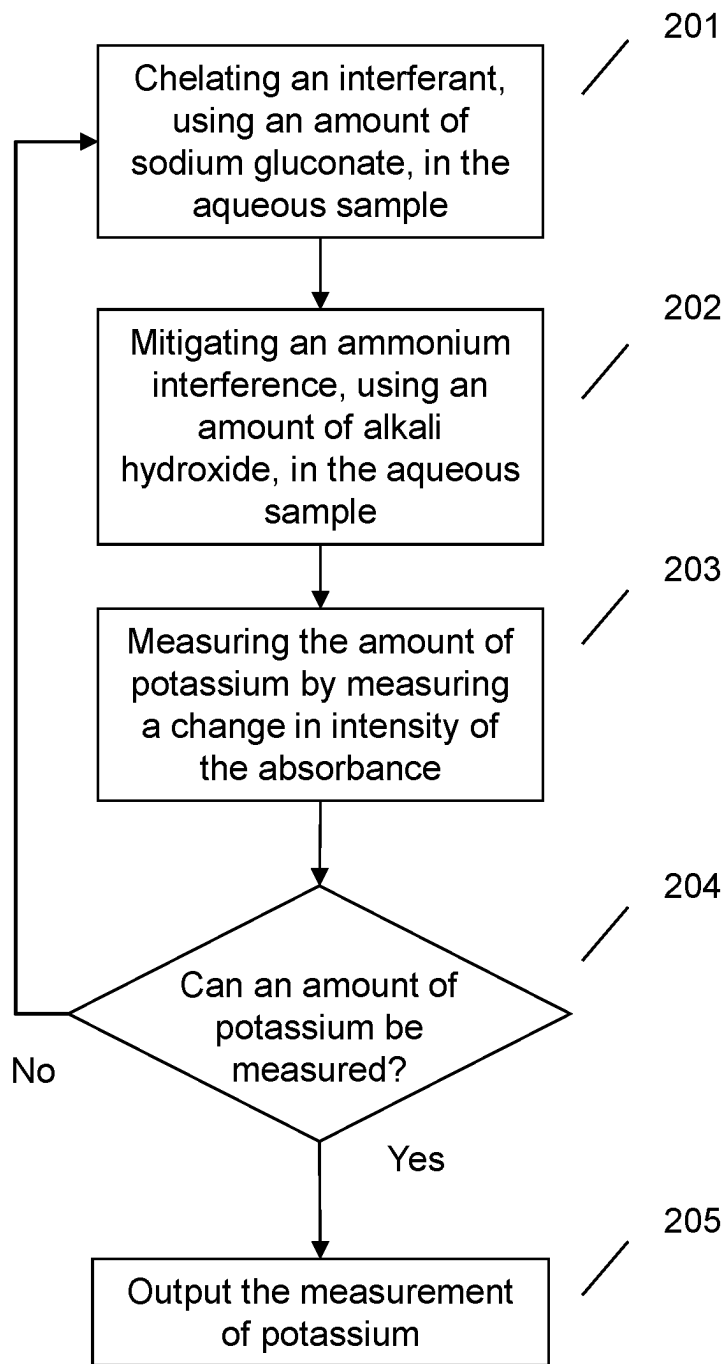 201
Chelating an interferant,
using an amount of
sodium gluconate, in the
aqueous sample
202
Mitigating an ammonium
interference, using an
amount of alkali
hydroxide, in the aqueous
sample
203
Measuring the amount of
potassium by measuring
a change in intensity of
the absorbance
204
Can an amount of
potassium be
measured?
No
Yes
205
Output the measurement
of potassium